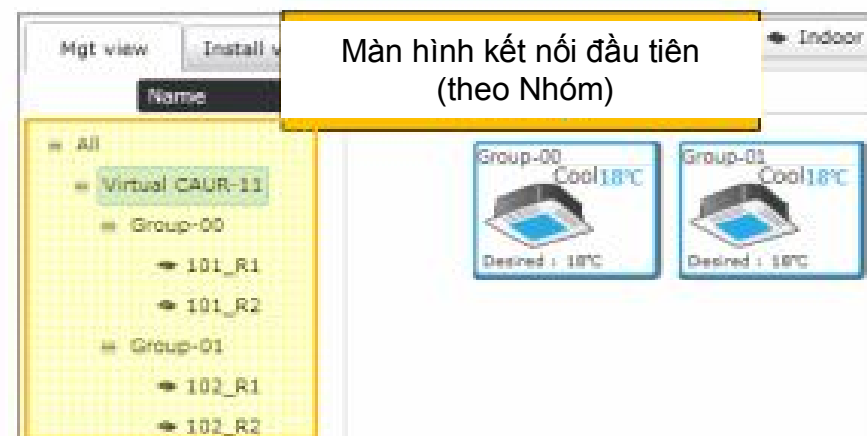 Mgt view
Install v
Màn hình kết nối đầu tiên
(theo Nhóm)
Indoor
Name
All
Virtual CAUR-11
Group-00
101_R1
101_R2
Group-01
102_R1
102_R2
Group-00
Cool18℃
Desired : 18℃
Group-01
Cool18℃
Desired : 18℃